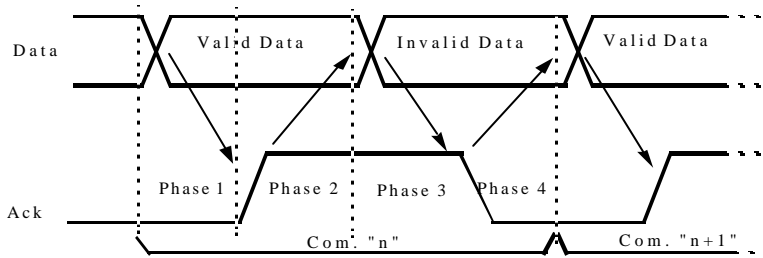 Data
Valid Data
Invalid Data
Valid Data
Phase 1
Phase 2
Phase 3
Phase 4
Ack
Com. "n"
Com. "n+1"